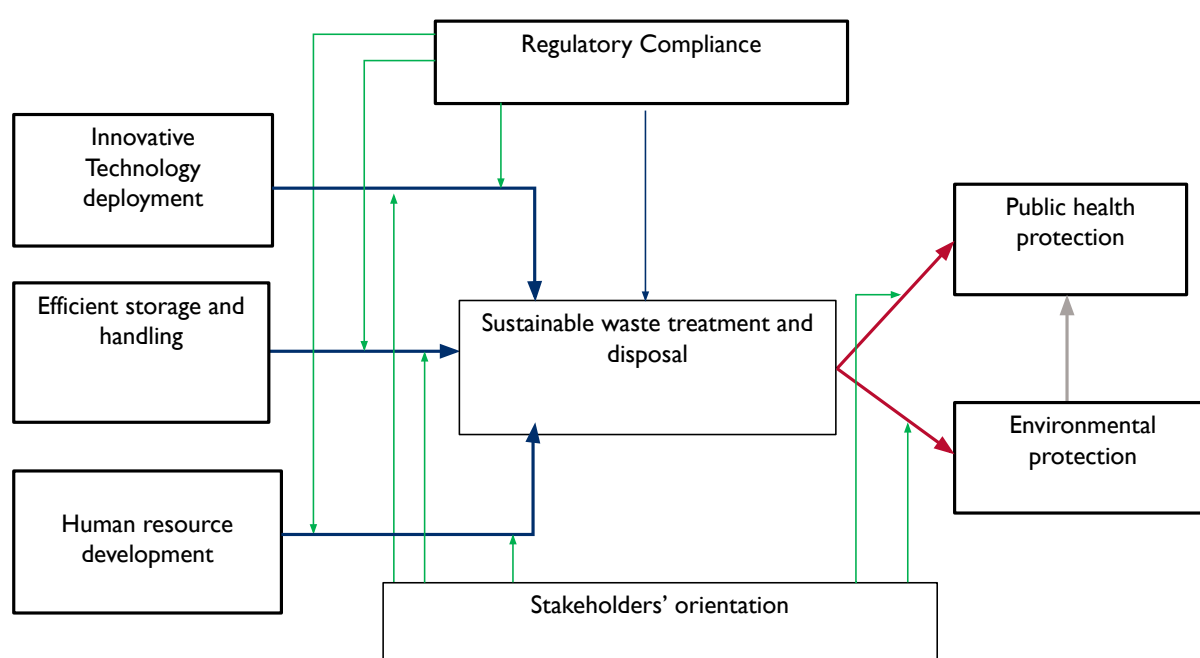 Regulatory Compliance
Innovative
Technology
deployment
Public health
protection
Efficient storage and
handling
Sustainable waste treatment and
disposal
Environmental
protection
Human resource
development
Stakeholders’ orientation